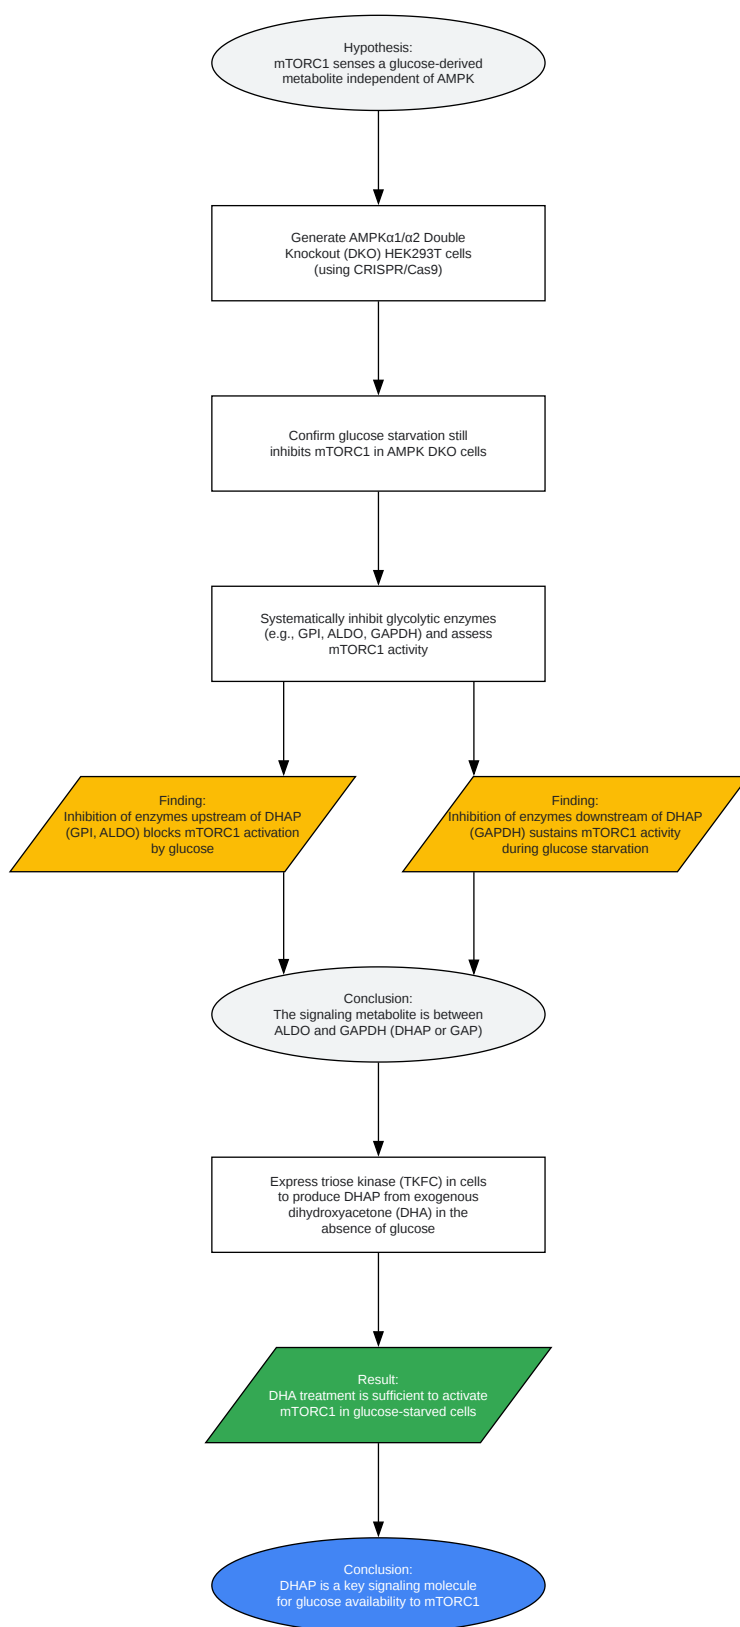 Hypothesis:
mTORC1 senses a glucose-derived
metabolite independent of AMPK
Generate AMPKα1/α2 Double
Knockout (DKO) HEK293T cells
(using CRISPR/Cas9)
Confirm glucose starvation still
inhibits mTORC1 in AMPK DKO cells
Systematically inhibit glycolytic enzymes
(e.g., GPI, ALDO, GAPDH) and assess
mTORC1 activity
Finding:
Inhibition of enzymes upstream of DHAP
(GPI, ALDO) blocks mTORC1 activation
by glucose
Finding:
Inhibition of enzymes downstream of DHAP
(GAPDH) sustains mTORC1 activity
during glucose starvation
Conclusion:
The signaling metabolite is between
ALDO and GAPDH (DHAP or GAP)
Express triose kinase (TKFC) in cells
to produce DHAP from exogenous
dihydroxyacetone (DHA) in the
absence of glucose
Result:
DHA treatment is sufficient to activate
mTORC1 in glucose-starved cells
Conclusion:
DHAP is a key signaling molecule
for glucose availability to mTORC1